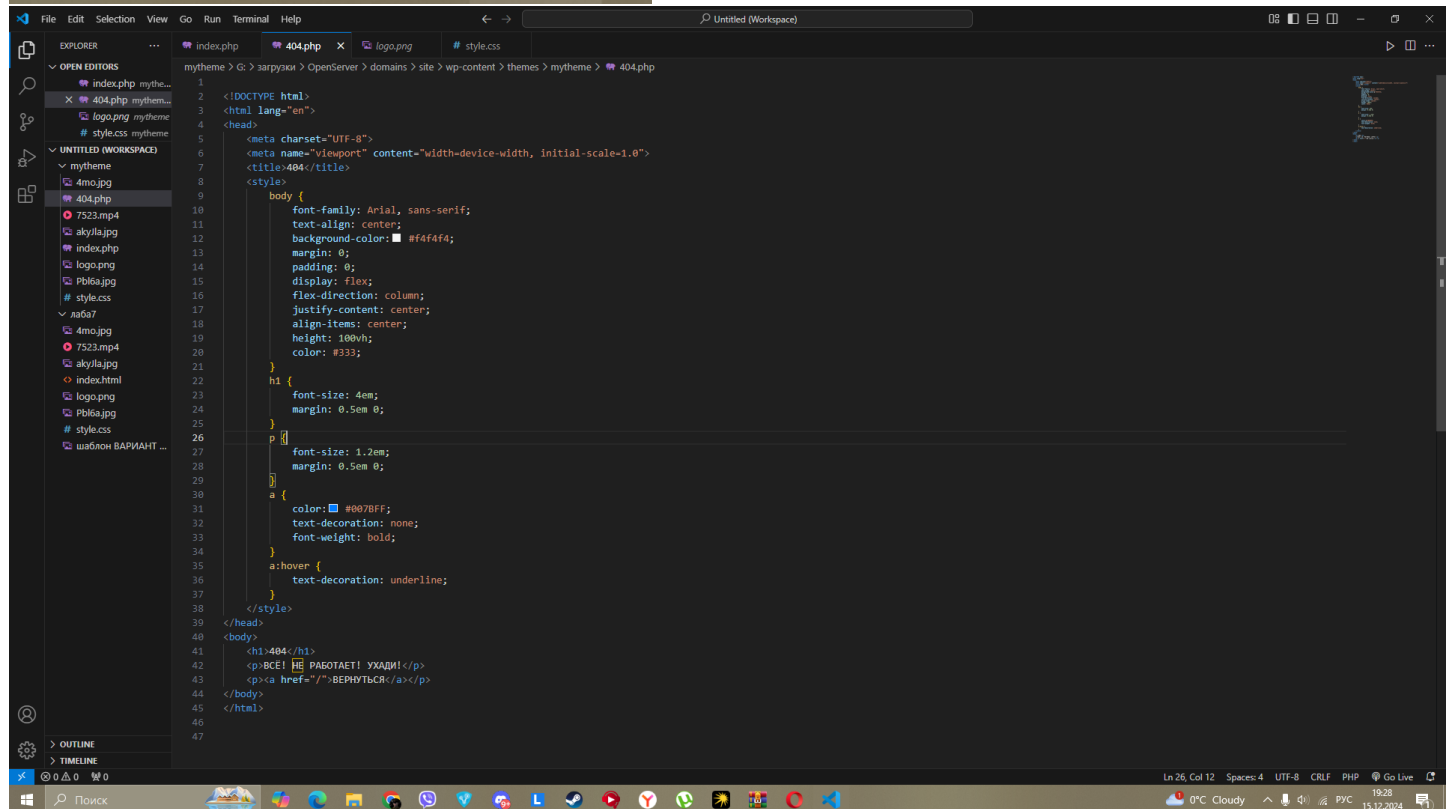 File Edit Selection View Go Run Terminal Help
Untitled (Workspace)
EXPLORER
index.php
404.php
logo.png
# style.css
OPEN EDITORS
index.php mythe...
404.php mythem...
logo.png mytheme
# style.css mytheme
UNTITLED (WORKSPACE)
mytheme
4mo.jpg
404.php
7523.mp4
akyJla.jpg
index.php
logo.png
Pbl6a.jpg
# style.css
лаба7
4mo.jpg
7523.mp4
akyJla.jpg
index.html
logo.png
Pbl6a.jpg
# style.css
шаблон ВАРИАНТ ...
OUTLINE
TIMELINE
mytheme > G: > загрузки > OpenServer > domains > site > wp-content > themes > mytheme > 404.php
1
2 <!DOCTYPE html>
3 <html lang="en">
4 <head>
5 <meta charset="UTF-8">
6 <meta name="viewport" content="width=device-width, initial-scale=1.0">
7 <title>404</title>
8 <style>
9 body {
10 font-family: Arial, sans-serif;
11 text-align: center;
12 background-color: #f4f4f4;
13 margin: 0;
14 padding: 0;
15 display: flex;
16 flex-direction: column;
17 justify-content: center;
18 align-items: center;
19 height: 100vh;
20 color: #333;
21 }
22 h1 {
23 font-size: 4em;
24 margin: 0.5em 0;
25 }
26 p {
27 font-size: 1.2em;
28 margin: 0.5em 0;
29 }
30 a {
31 color: #007BFF;
32 text-decoration: none;
33 font-weight: bold;
34 }
35 a:hover {
36 text-decoration: underline;
37 }
38 </style>
39 </head>
40 <body>
41 <h1>404</h1>
42 <p>ВСЁ! НЕ РАБОТАЕТ! УХАДИ!</p>
43 <p><a href="/">ВЕРНУТЬСЯ</a></p>
44 </body>
45 </html>
46
47
0 0 0
Ln 26, Col 12 Spaces: 4 UTF-8 CRLF PHP Go Live
Поиск
0°C Cloudy
РУС
19:28
15.12.2024